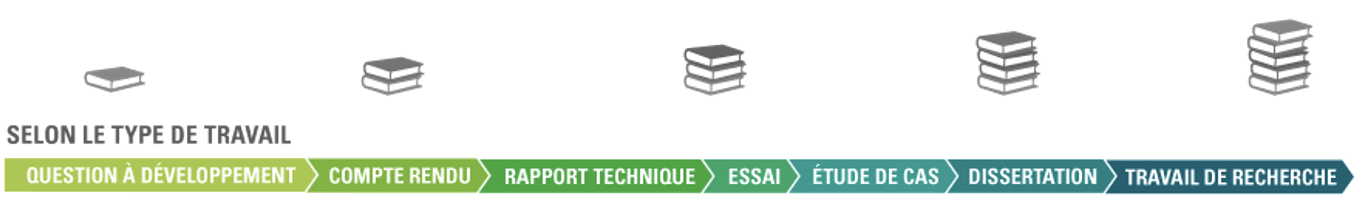 SELON LE TYPE DE TRAVAIL
QUESTION À DÉVELOPPEMENT COMPTE RENDU RAPPORT TECHNIQUE ESSAI ÉTUDE DE CAS DISSERTATION TRAVAIL DE RECHERCHE